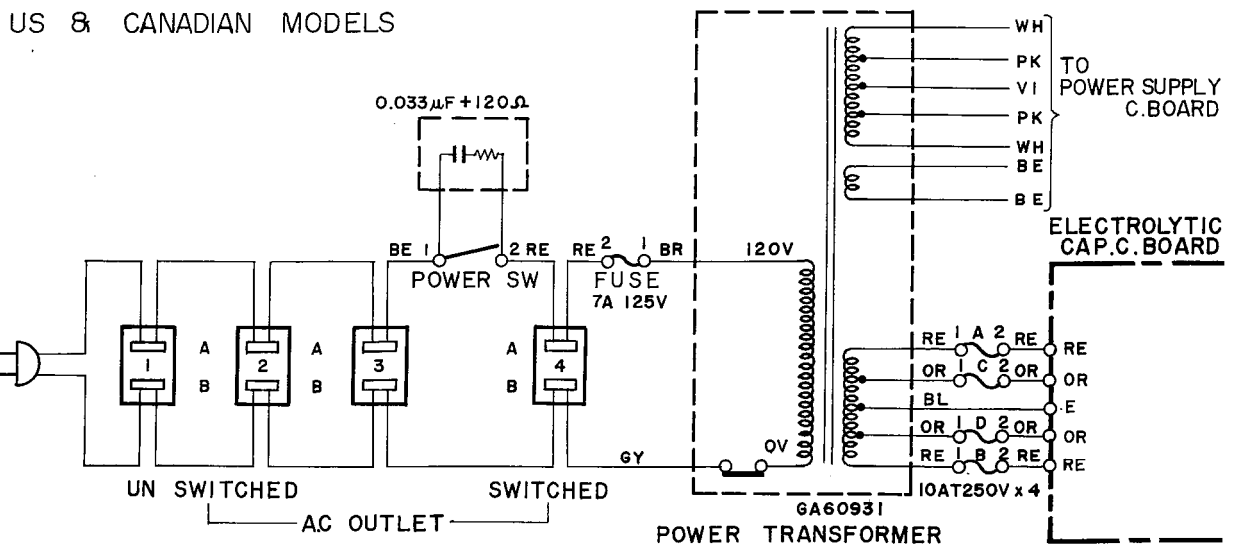 US & CANADIAN MODELS
0.033µF+120Ω
WH
PK
VI
PK
WH
BE
BE
TO
POWER SUPPLY
C.BOARD
ELECTROLYTIC
CAP.C.BOARD
BE 1
2 RE
POWER SW
RE 2
1 BR
FUSE
7A 125V
120V
1
A
B
2
A
B
3
A
B
4
RE 1 A 2 RE
RE
OR 1 C 2 OR
OR
BL
E
OR 1 D 2 OR
OR
RE 1 B 2 RE
RE
GY
0V
10AT250V x 4
UN SWITCHED
SWITCHED
AC OUTLET
GA60931
POWER TRANSFORMER